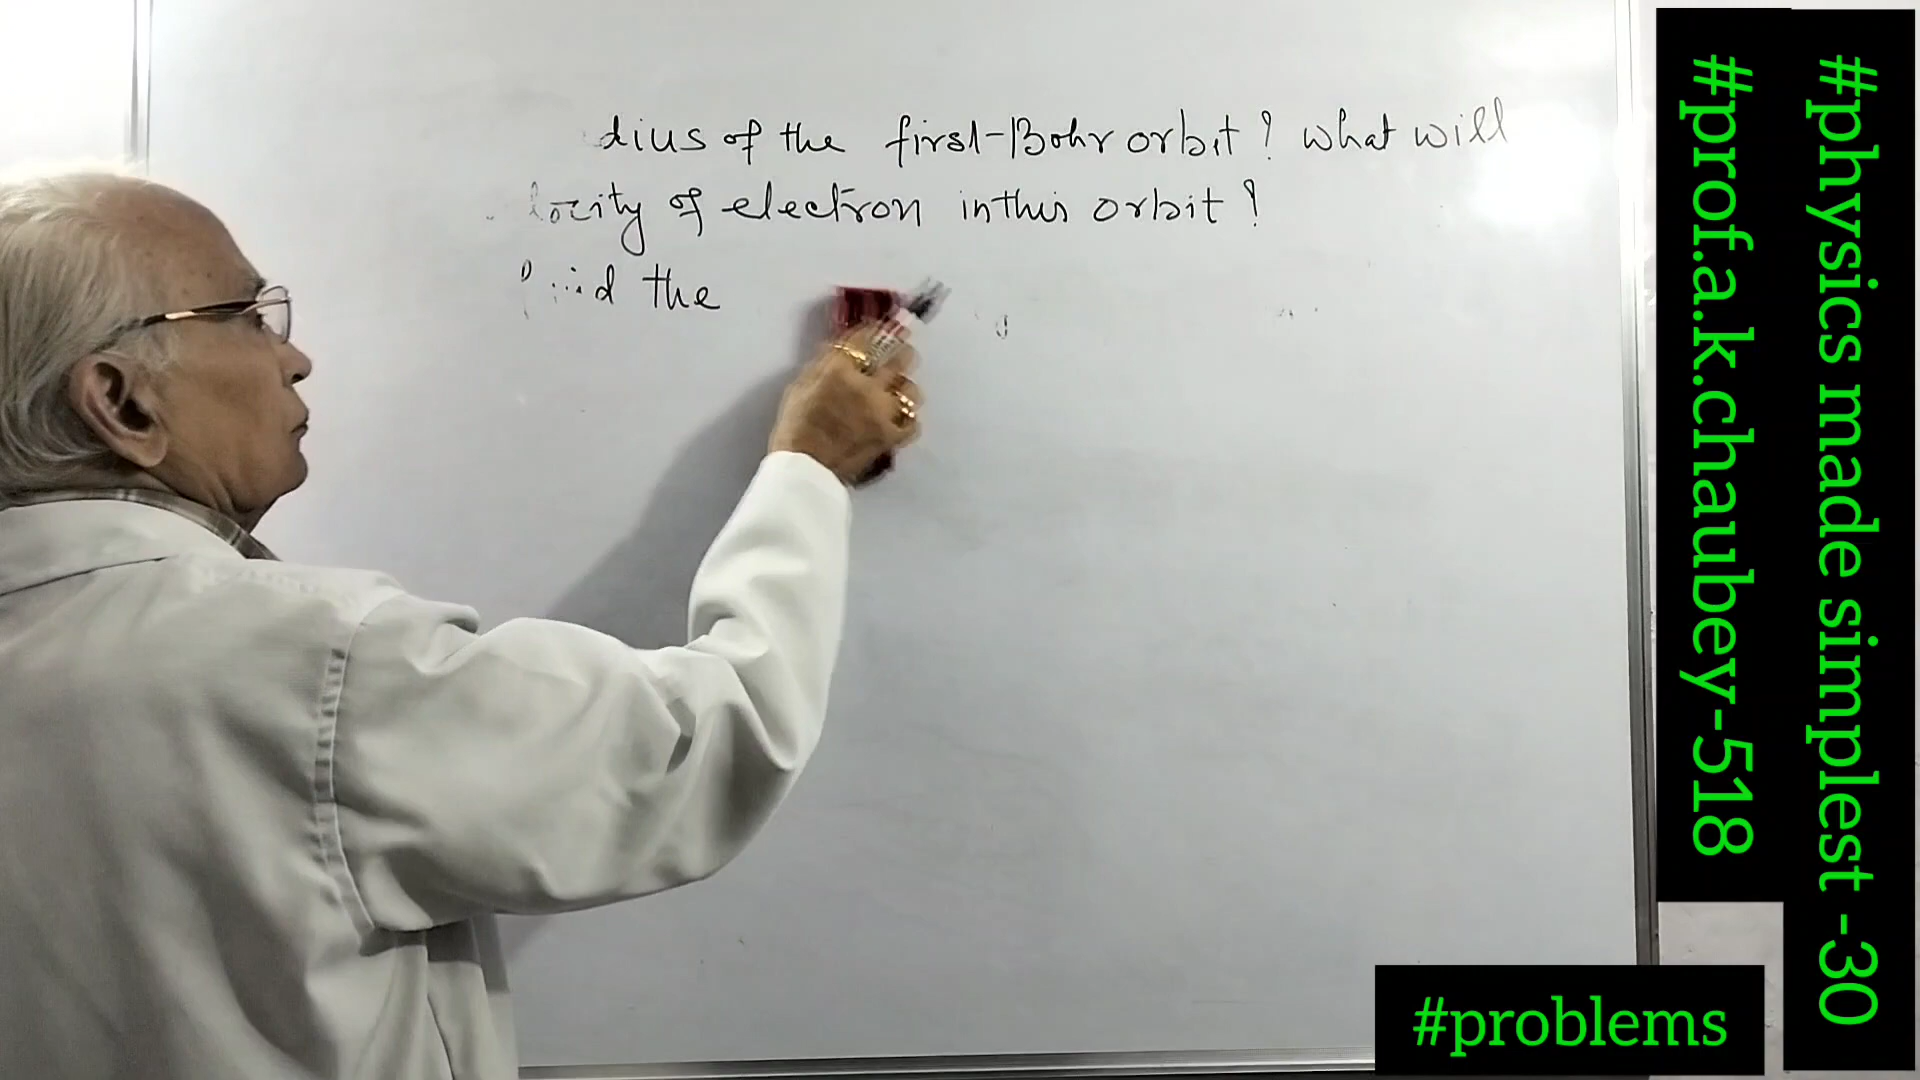 dius of the first Bohr orbit? what will
locity of electron in this orbit?
the
#prof.a.k.chaubey-518
#physics made simplest -30
#problems